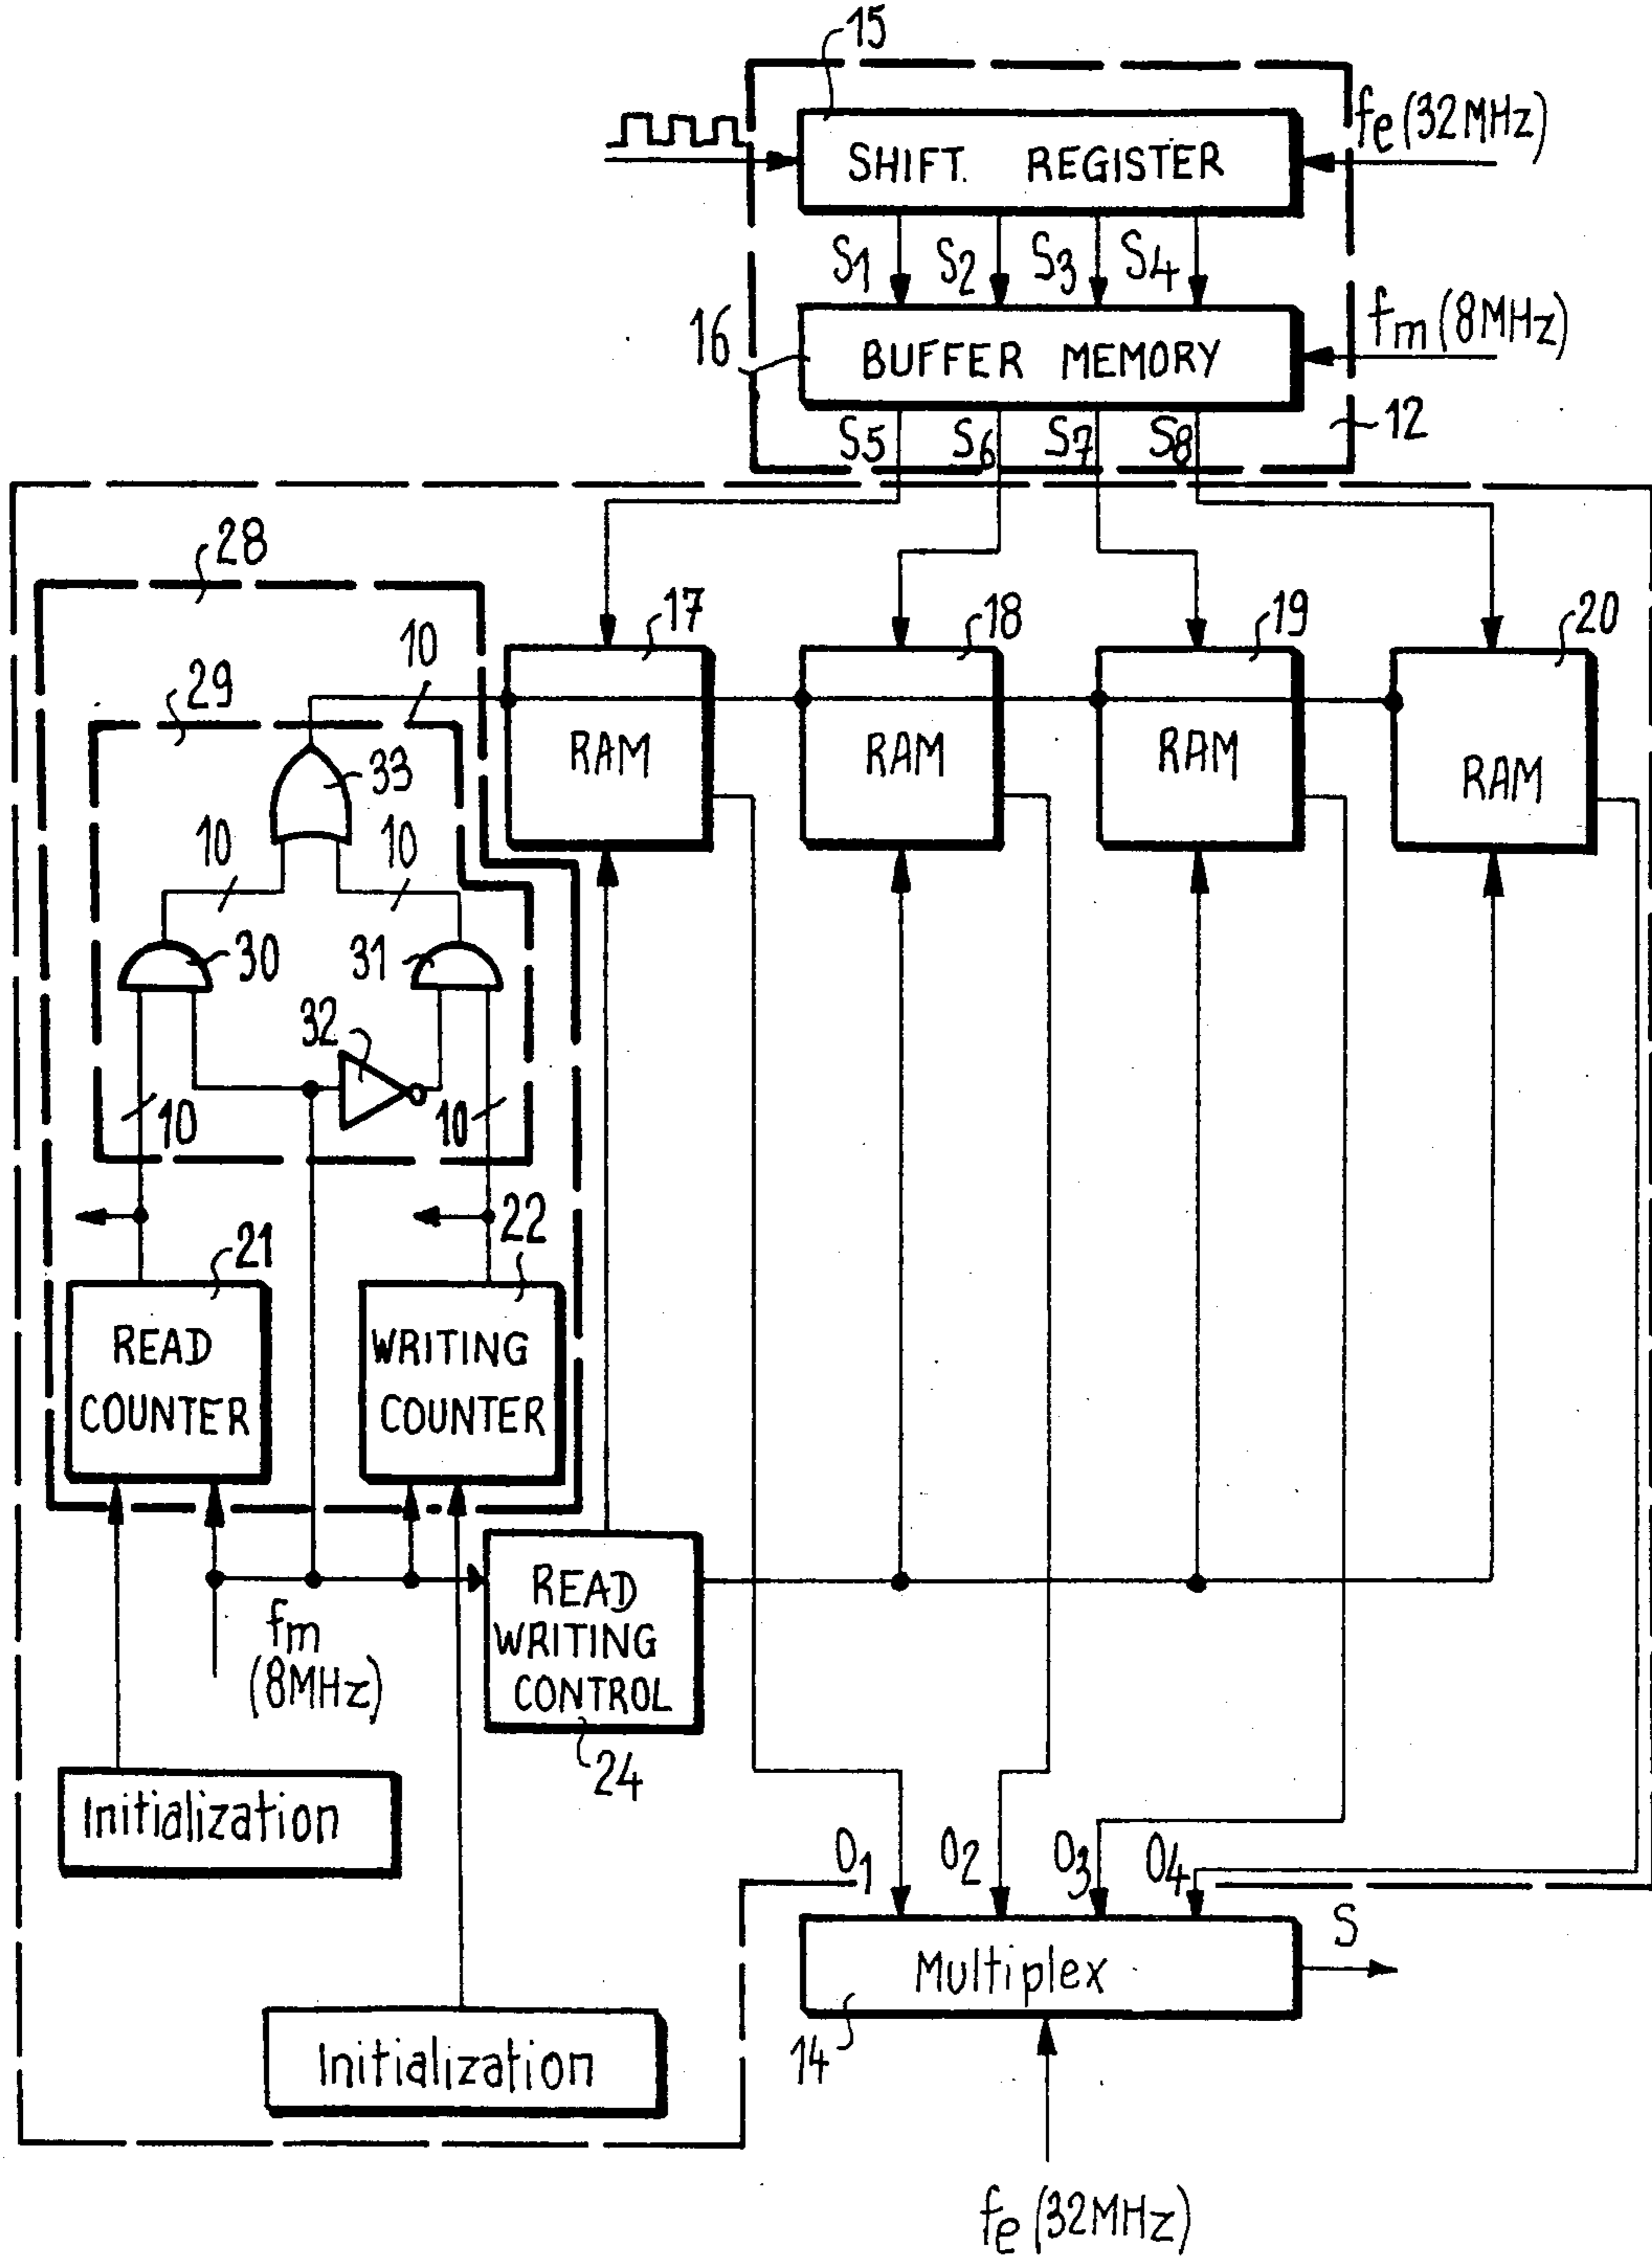 15
fe (32MHz)
SHIFT. REGISTER
S1 S2 S3 S4
fm (8MHz)
16
BUFFER MEMORY
12
S5 S6 S7 S8
28
17 18 19 20
10
29
RAM RAM RAM RAM
33
10 10
30 31
32
10 10
22
21
READ
COUNTER
WRITING
COUNTER
READ
WRITING
CONTROL
fm
(8MHz)
24
Initialization
O1 O2 O3 O4
S
Multiplex
14
Initialization
fe (32MHz)